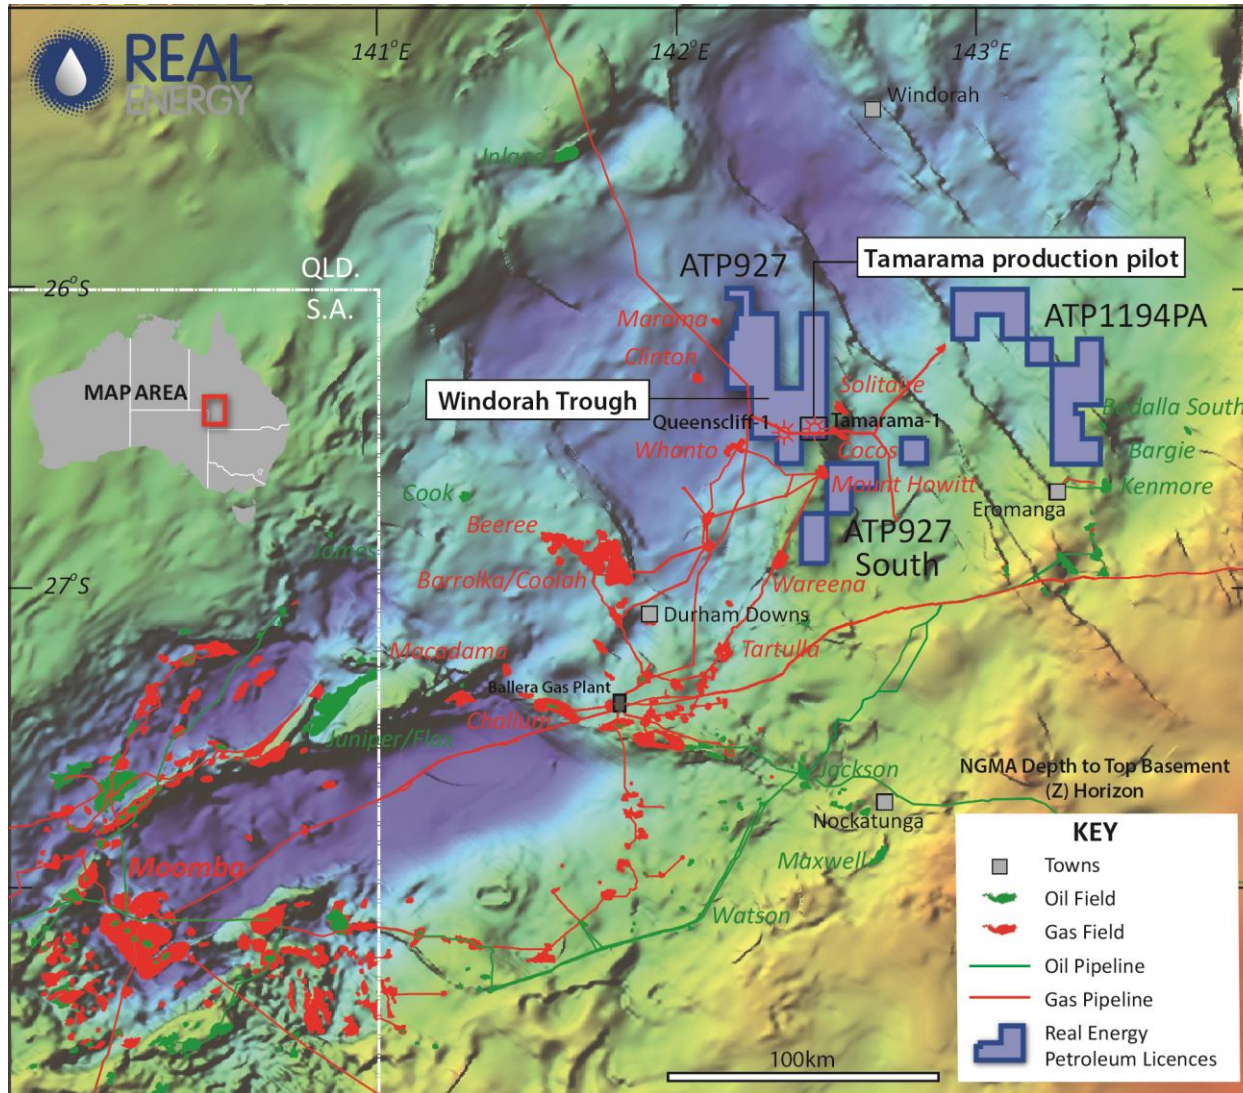 REAL
ENERGY
141°E
142°E
143°E
Windorah
Inland
QLD.
S.A.
26°S
ATP927
Tamarama production pilot
ATP1194PA
Marama
Clinton
MAP AREA
Windorah Trough
Solitaire
Queenscliff-1
Tamarama-1
Bodalla South
Whanto
Cocos
Bargie
Cook
Mount Howitt
Kenmore
Eromanga
Beeree
James
ATP927
South
Barrolka/Coolah
Wareena
27°S
Durham Downs
Macadama
Tartulla
Ballera Gas Plant
Challum
Juniper/Flax
Jackson
NGMA Depth to Top Basement
(Z) Horizon
Nockatunga
Moomba
Maxwell
Watson
KEY
Towns
Oil Field
Gas Field
Oil Pipeline
Gas Pipeline
Real Energy
Petroleum Licences
100km